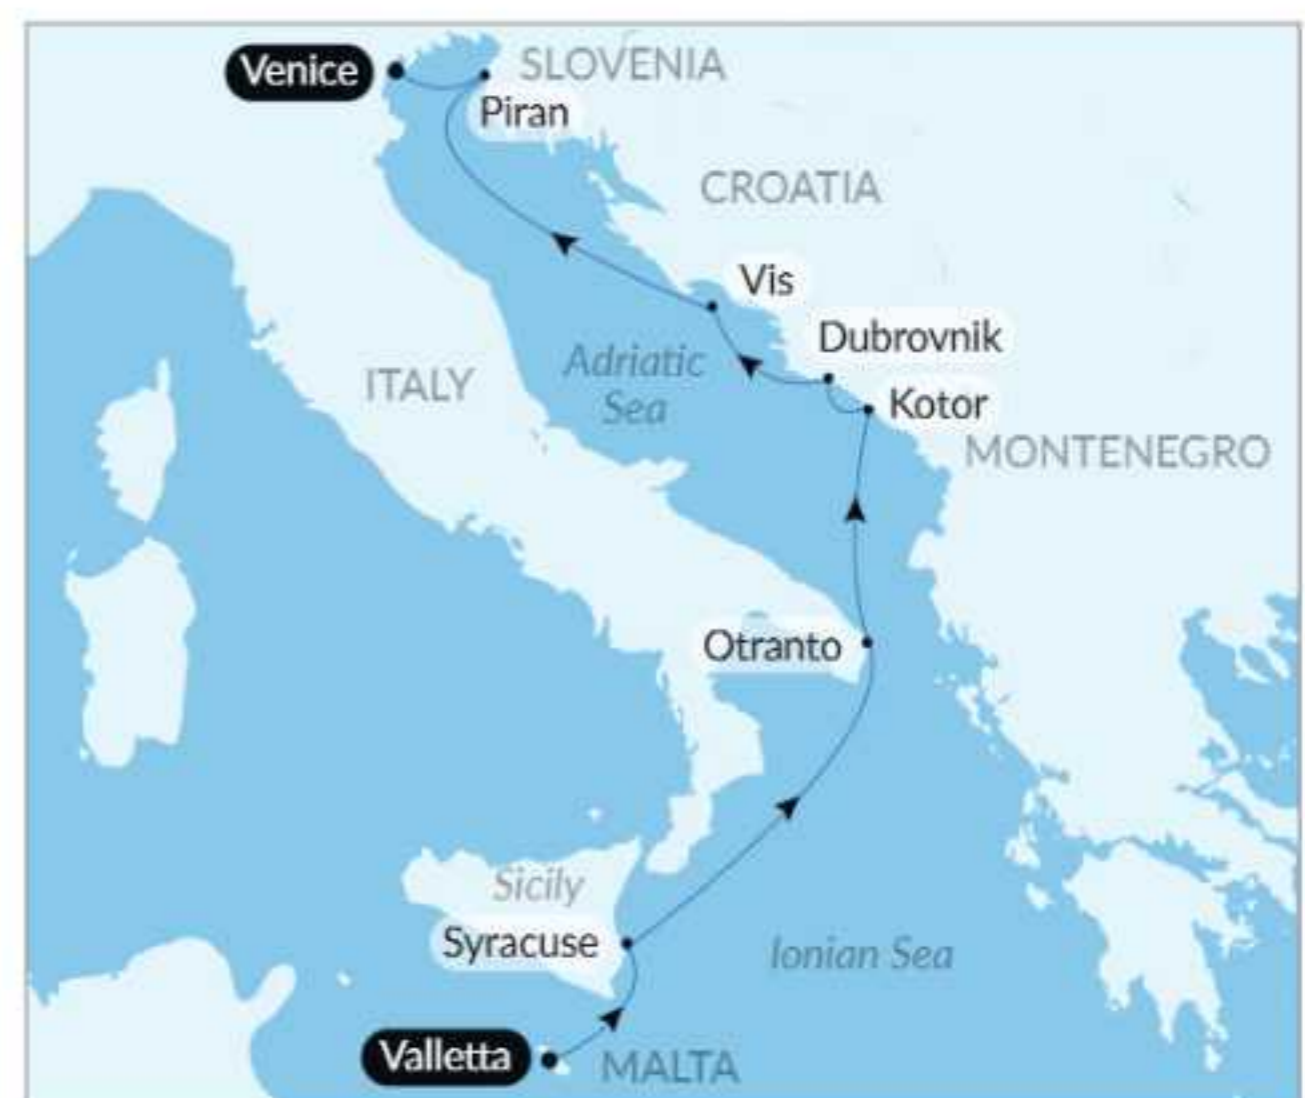 Venice
SLOVENIA
Piran
CROATIA
Vis
Dubrovnik
Adriatic
Sea
ITALY
Kotor
MONTENEGRO
Otranto
Sicily
Syracuse
Ionian Sea
Valletta
MALTA